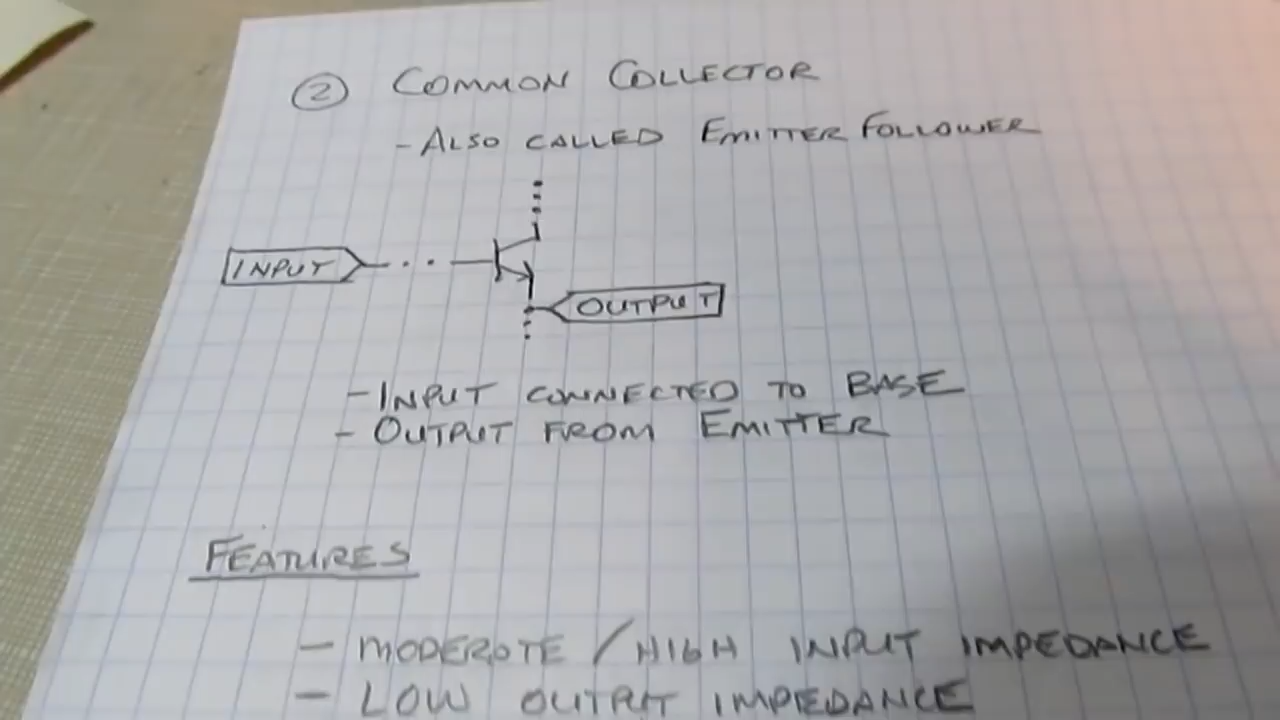 ② COMMON COLLECTOR
- ALSO CALLED EMITTER FOLLOWER
INPUT
OUTPUT
- INPUT CONNECTED TO BASE
- OUTPUT FROM EMITTER
FEATURES
- MODERATE / HIGH INPUT IMPEDANCE
- LOW OUTPUT IMPEDANCE